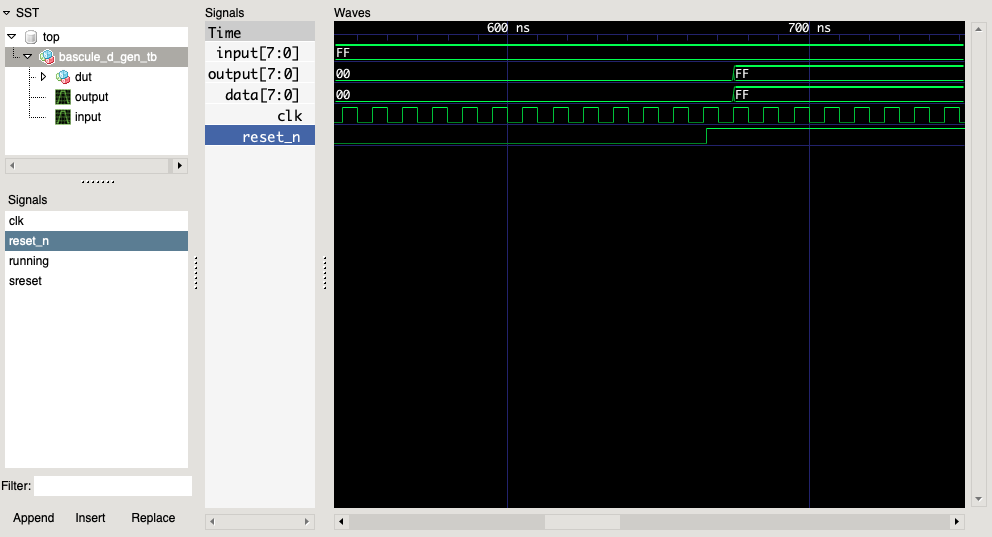 SST
top
bascule_d_gen_tb
dut
output
input
Signals
clk
reset_n
running
sreset
Filter:
Append Insert Replace
Signals
Time
input[7:0]
output[7:0]
data[7:0]
clk
reset_n
Waves
600 ns 700 ns
FF
00 FF
00 FF